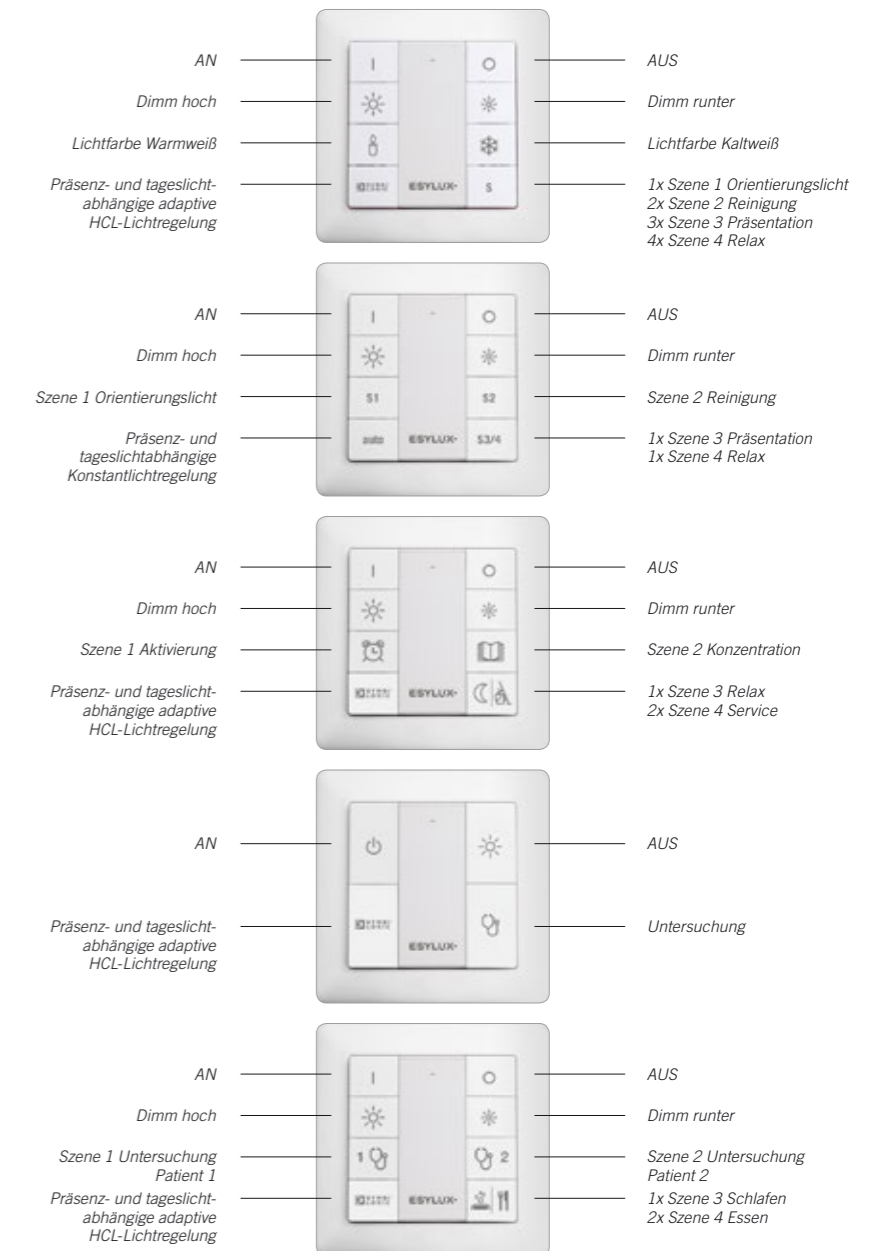 AN
AUS
I
Dimm hoch
Dimm runter
Lichtfarbe Warmweiß
Lichtfarbe Kaltweiß
Präsenz- und tageslicht-
abhängige adaptive
HCL-Lichtregelung
ESYLUX
S
1x Szene 1 Orientierungslicht
2x Szene 2 Reinigung
3x Szene 3 Präsentation
4x Szene 4 Relax
AN
AUS
I
Dimm hoch
Dimm runter
Szene 1 Orientierungslicht
S1
S2
Szene 2 Reinigung
Präsenz- und
tageslichtabhängige
Konstantlichtregelung
auto
ESYLUX
S3/4
1x Szene 3 Präsentation
1x Szene 4 Relax
AN
AUS
I
Dimm hoch
Dimm runter
Szene 1 Aktivierung
Szene 2 Konzentration
Präsenz- und tageslicht-
abhängige adaptive
HCL-Lichtregelung
ESYLUX
1x Szene 3 Relax
2x Szene 4 Service
AN
AUS
Präsenz- und tageslicht-
abhängige adaptive
HCL-Lichtregelung
ESYLUX
Untersuchung
AN
AUS
I
Dimm hoch
Dimm runter
Szene 1 Untersuchung
Patient 1
1
2
Szene 2 Untersuchung
Patient 2
Präsenz- und tageslicht-
abhängige adaptive
HCL-Lichtregelung
ESYLUX
1x Szene 3 Schlafen
2x Szene 4 Essen